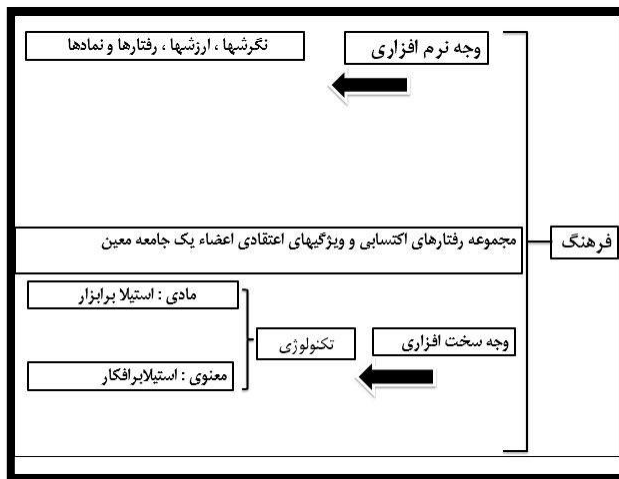 وجه نرم افزاری
نگرشها ، ارزشها ، رفتارها و نمادها
فرهنگ
مجموعه رفتارهای اکتسابی و ویژگیهای اعتقادی اعضاء یک جامعه معین
وجه سخت افزاری
تکنولوژی
مادی : استیلا برابزار
معنوی : استیلابرافکار